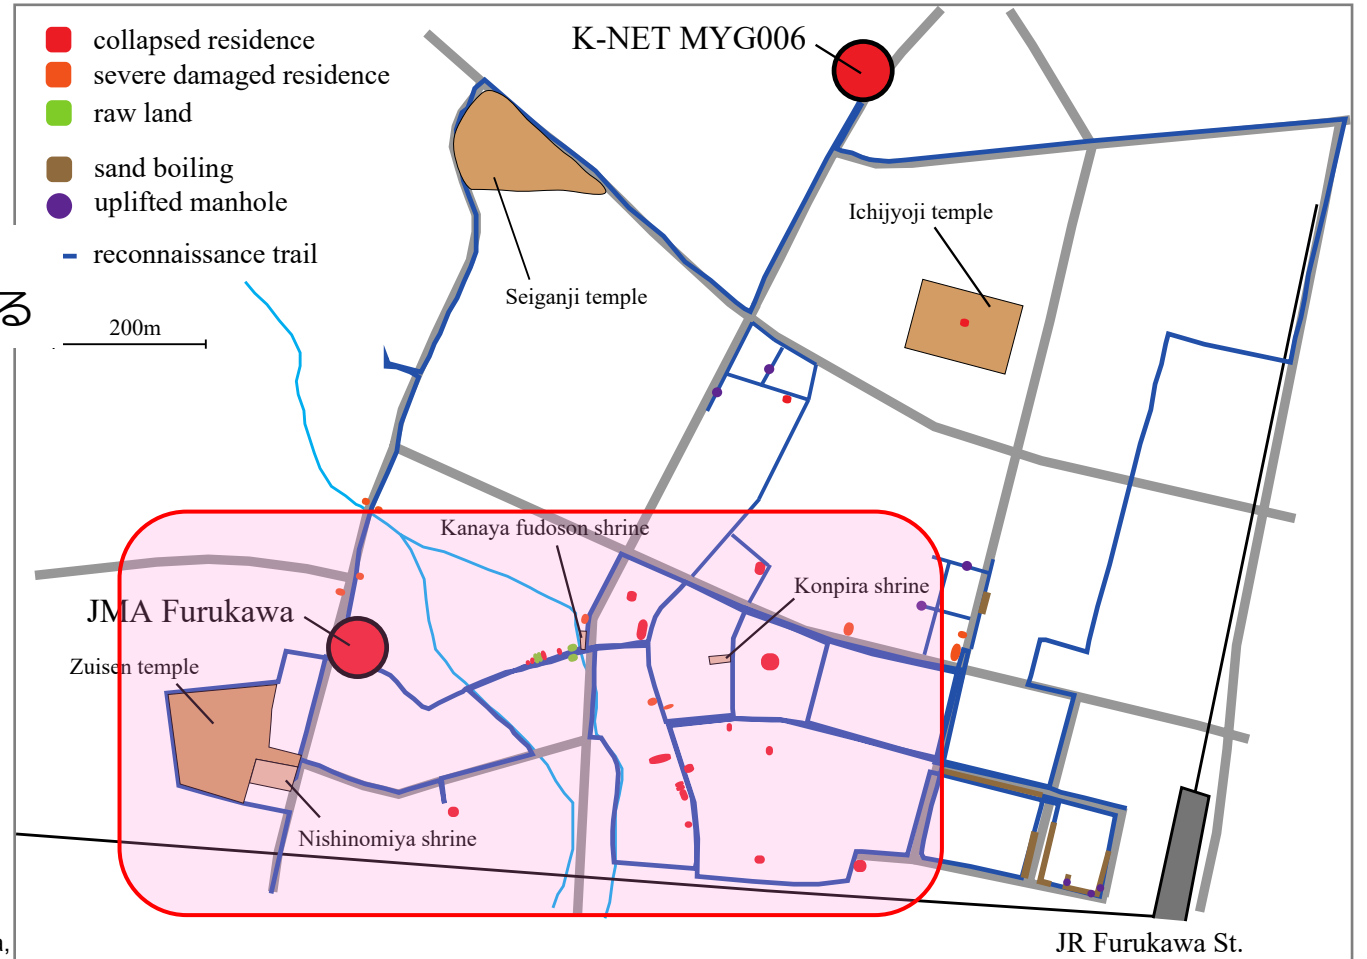 collapsed residence
severe damaged residence
raw land
sand boiling
uplifted manhole
reconnaissance trail
る
200m
K-NET MYG006
Ichijyoji temple
Seiganji temple
Kanaya fudoson shrine
Konpira shrine
JMA Furukawa
Zuisen temple
Nishinomiya shrine
JR Furukawa St.